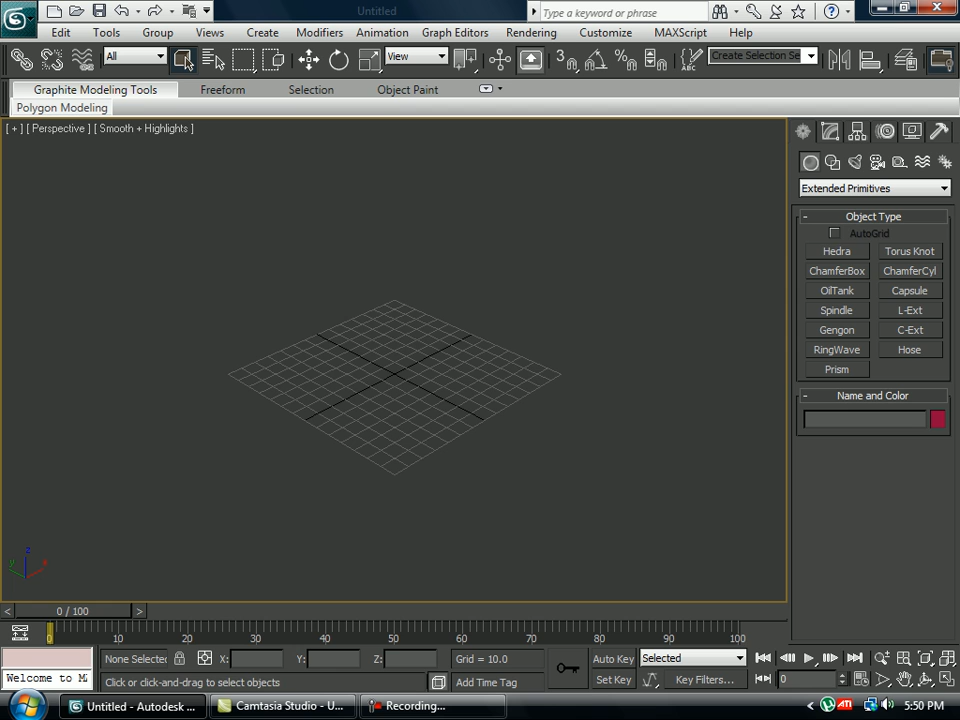 Untitled
Type a keyword or phrase
Edit Tools Group Views Create Modifiers Animation Graph Editors Rendering Customize MAXScript Help
All View 3 Create Selection Se
Graphite Modeling Tools Freeform Selection Object Paint
Polygon Modeling
[ + ] [ Perspective ] [ Smooth + Highlights ]
Extended Primitives
- Object Type
AutoGrid
Hedra Torus Knot
ChamferBox ChamferCyl
OilTank Capsule
Spindle L-Ext
Gengon C-Ext
RingWave Hose
Prism
- Name and Color
z
y x
< 0 / 100 >
0 10 20 30 40 50 60 70 80 90 100
None Selected X: Y: Z: Grid = 10.0 Auto Key Selected
Welcome to M Click or click-and-drag to select objects Add Time Tag Set Key Key Filters... 0
Untitled - Autodesk ... Camtasia Studio - U... Recording... < ATI 5:50 PM